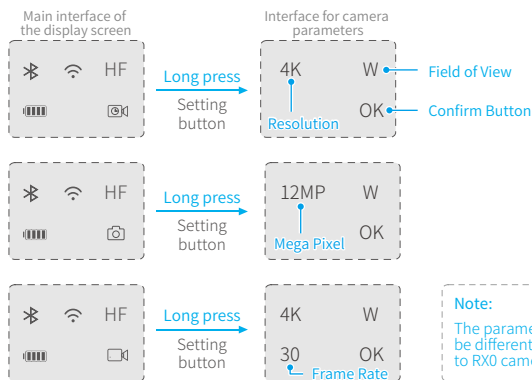 Main interface of
the display screen
Interface for camera
parameters
HF
Long press
Setting
button
4K
W
Field of View
OK
Confirm Button
Resolution
HF
Long press
Setting
button
12MP
W
OK
Mega Pixel
HF
Long press
Setting
button
4K
W
30
OK
Frame Rate
Note:
The
be different
to RX0